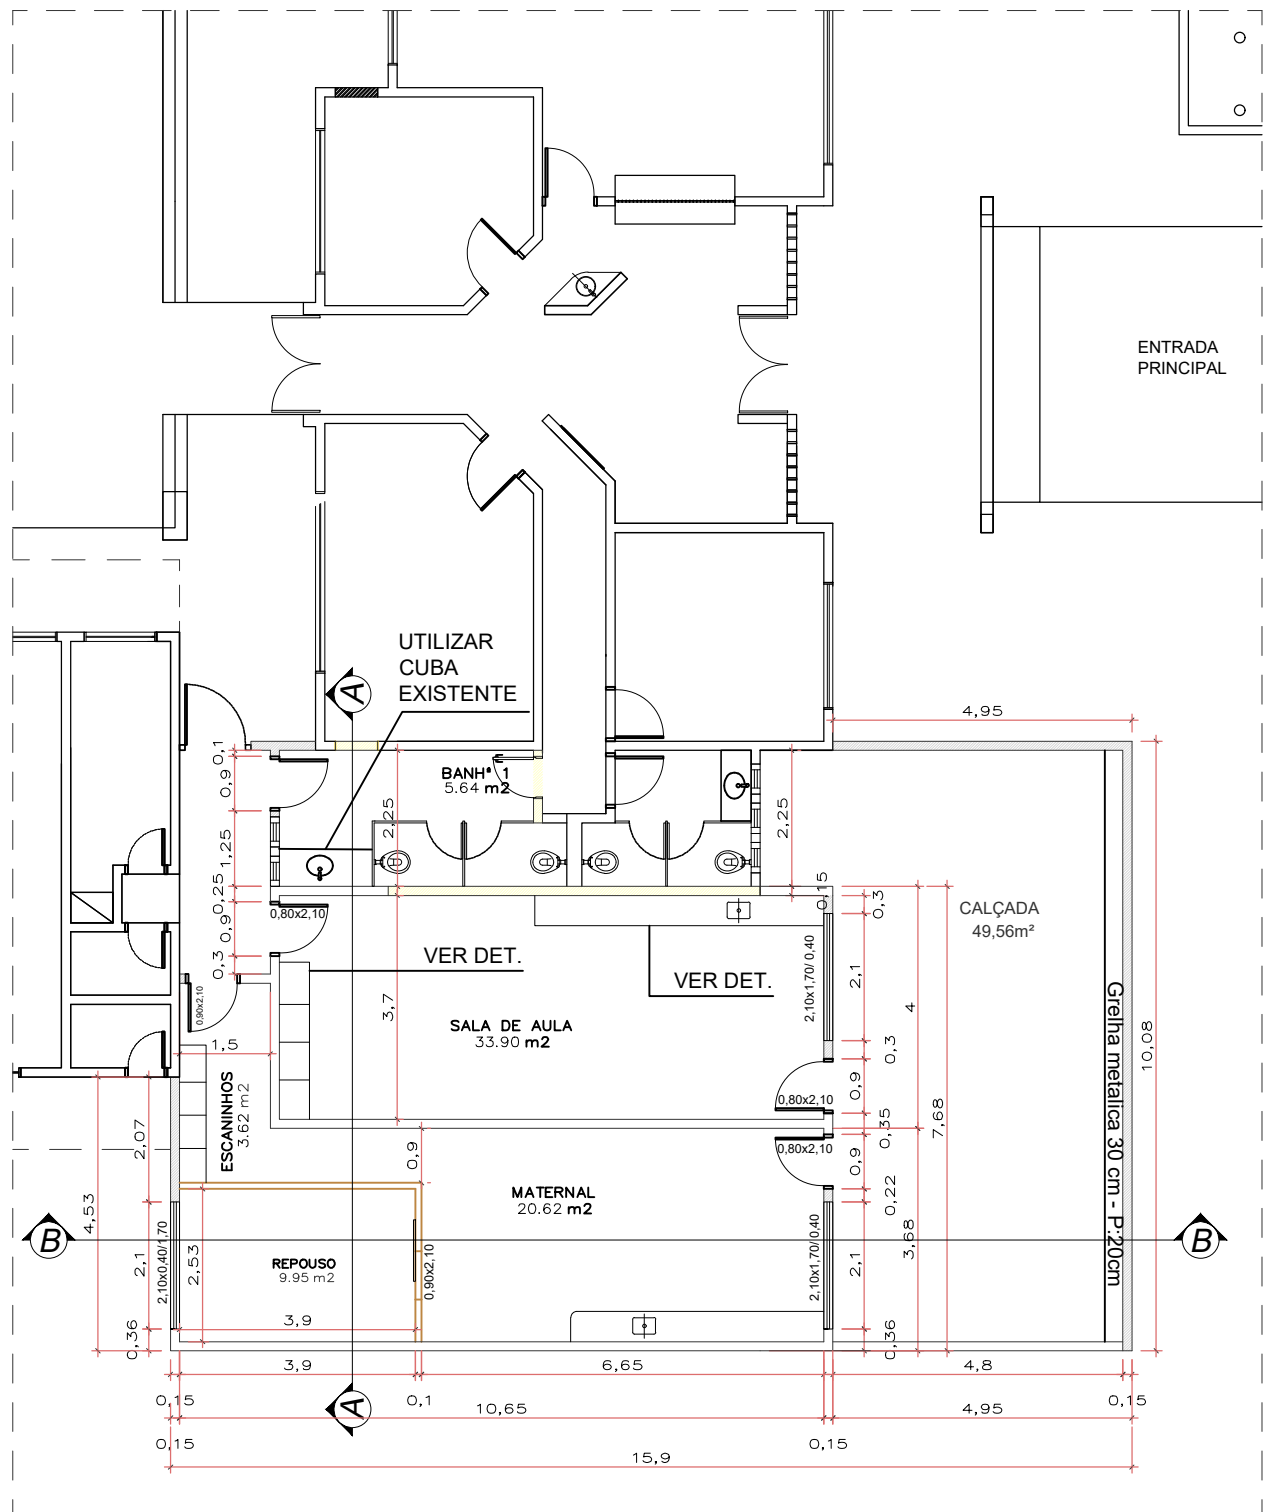 ENTRADA
PRINCIPAL
UTILIZAR
CUBA
EXISTENTE
A
4,95
0,1
0,9
1,25
0,25
0,9
0,3
BANHº 1
5.64 m2
2,25
2,25
0,15
0,3
0,80x2,10
VER DET.
VER DET.
CALÇADA
49,56m²
2,10x1,70/0,40
2,1
4
7,68
10,08
3,7
SALA DE AULA
33.90 m2
0,90x2,10
1,5
0,3
0,9
0,35
0,80x2,10
0,80x2,10
0,9
0,22
3,68
Grelha metalica 30 cm - P:20cm
ESCANINHOS
3.62 m2
2,07
4,53
0,9
MATERNAL
20.62 m2
B
B
2,1
2,10x0,40/1,70
2,53
REPOUSO
9.95 m2
0,90x2,10
2,10x1,70/0,40
2,1
0,36
3,9
0,36
3,9
6,65
4,8
0,15
A
0,1
10,65
4,95
0,15
0,15
0,15
15,9